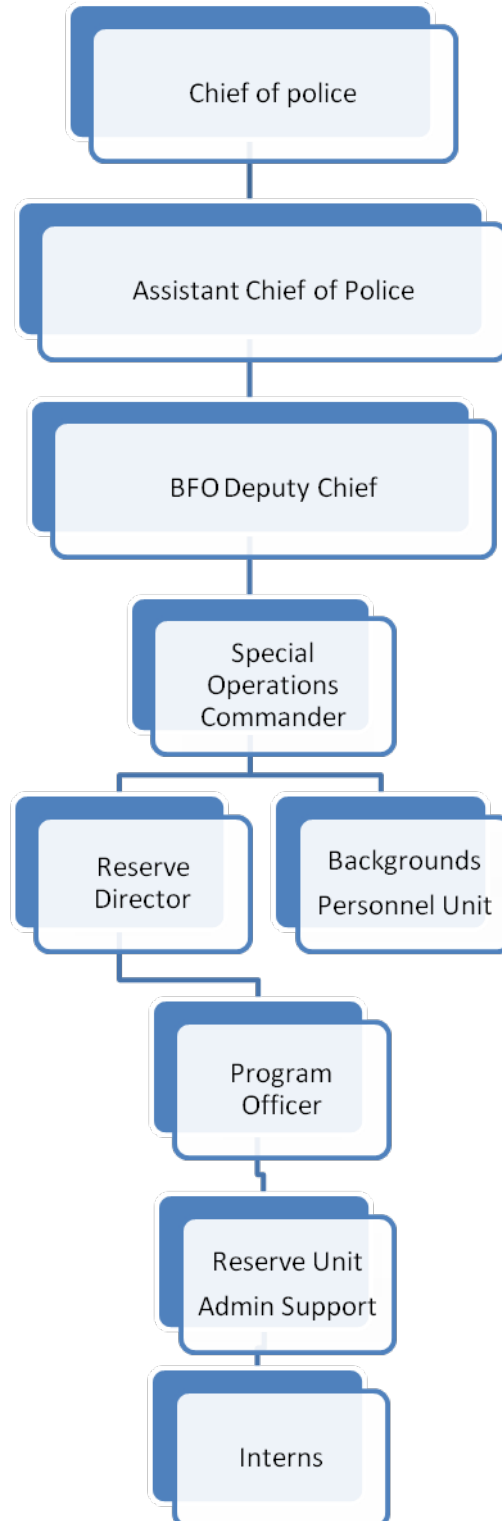 Chief of police
Assistant Chief of Police
BFO Deputy Chief
Special
Operations
Commander
Reserve
Director
Backgrounds
Personnel Unit
Program
Officer
Reserve Unit
Admin Support
Interns